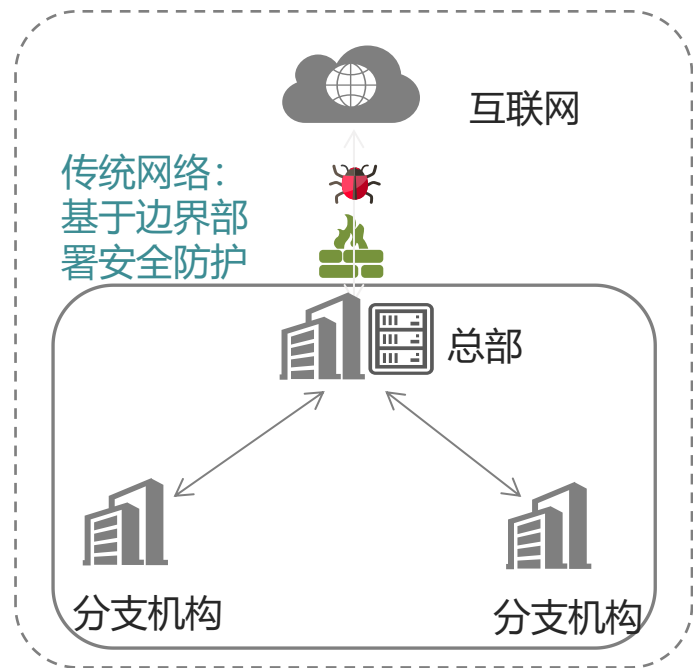 互联网
传统网络：
基于边界部
署安全防护
总部
分支机构
分支机构